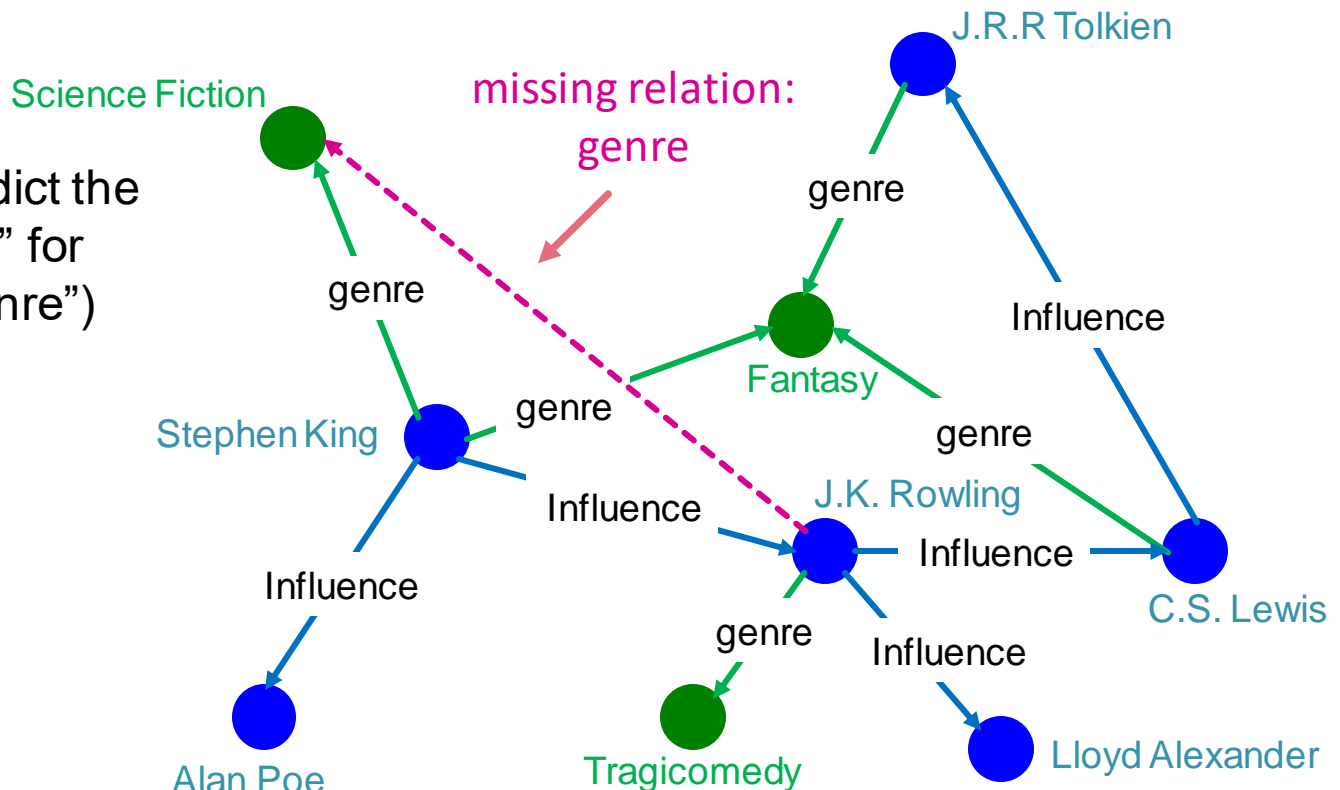 J.R.R Tolkien
Science Fiction
missing relation:
genre
dict the
” for
nre”)
genre
genre
Influence
Fantasy
genre
Stephen King
genre
J.K. Rowling
Influence
Influence
C.S. Lewis
Influence
genre
Influence
Tragicomedy
Lloyd Alexander
Alan Poe